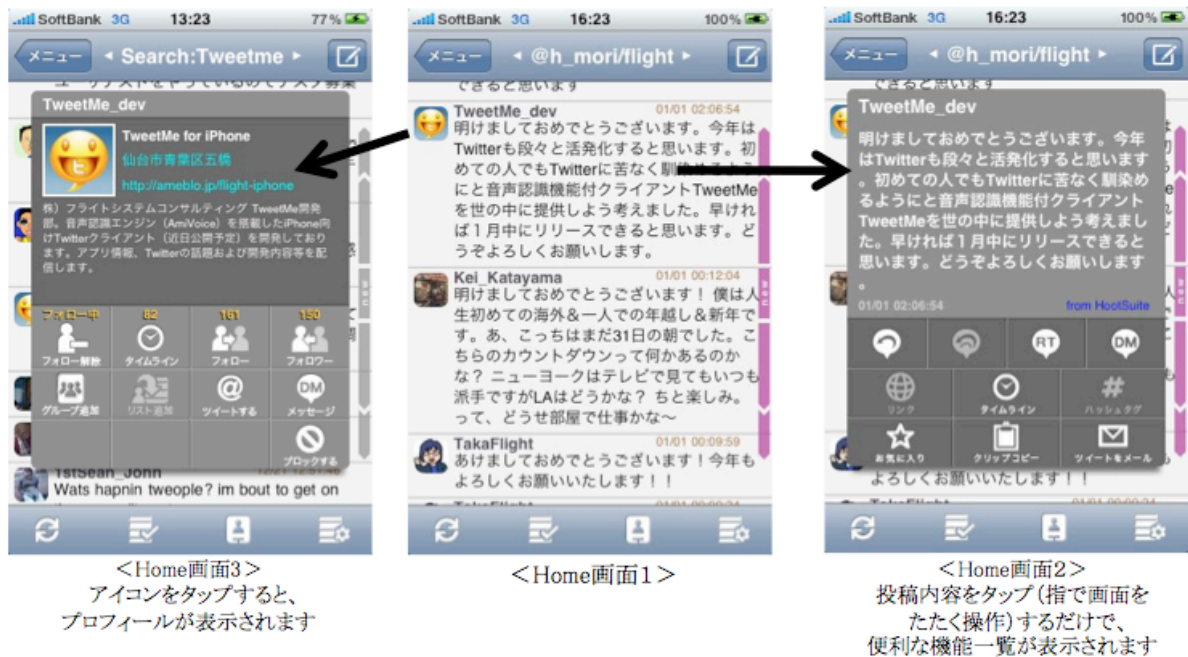 SoftBank 3G 13:23 77%
メニュー Search:Tweetme
TweetMe_dev
TweetMe for iPhone
仙台市青葉区五橋
http://ameblo.jp/flight-iphone
株）フライトシステムコンサルティング TweetMe開発
部。音声認識エンジン（AmiVoice）を搭載したiPhone向
けTwitterクライアント（近日公開予定）を開発しており
ます。アプリ情報、Twitterの話題および開発内容等を配
信します。
フォロー中 82 161 150
フォロー解除 タイムライン フォロー フォロワー
グループ追加 リスト追加 ツイートする DM メッセージ
ブロックする
1stSean_John
Wats hapnin tweople? im bout to get on
＜Home画面3＞
アイコンをタップすると、
プロフィールが表示されます
SoftBank 3G 16:23 100%
メニュー @h_mori/flight
できると思います
TweetMe_dev 01/01 02:06:54
明けましておめでとうございます。今年は
Twitterも段々と活発化すると思います。初
めての人でもTwitterに苦なく馴染めるよう
にと音声認識機能付クライアントTweetMe
を世の中に提供しよう考えました。早けれ
ば１月中にリリースできると思います。ど
うぞよろしくお願いします。
Kei_Katayama 01/01 00:12:04
明けましておめでとうございます！ 僕は人
生初めての海外＆一人での年越し＆新年で
す。あ、こっちはまだ31日の朝でした。こ
ちらのカウントダウンって何かあるのか
な？ ニューヨークはテレビで見てもいつも
派手ですがLAはどうかな？ ちと楽しみ。
って、どうせ部屋で仕事かな〜
TakaFlight 01/01 00:09:59
あけましておめでとうございます！今年も
よろしくお願いいたします！！
＜Home画面１＞
SoftBank 3G 16:23 100%
メニュー @h_mori/flight
できると思います
TweetMe_dev
明けましておめでとうございます。今年
はTwitterも段々と活発化すると思います
。初めての人でもTwitterに苦なく馴染め
るようにと音声認識機能付クライアント
TweetMeを世の中に提供しよう考えまし
た。早ければ１月中にリリースできると
思います。どうぞよろしくお願いします
。
01/01 02:06:54 from HootSuite
RT DM
リンク タイムライン # ハッシュタグ
お気に入り クリップコピー ツイートをメール
よろしくお願いいたします！！
＜Home画面2＞
投稿内容をタップ（指で画面を
たたく操作）するだけで、
便利な機能一覧が表示されます